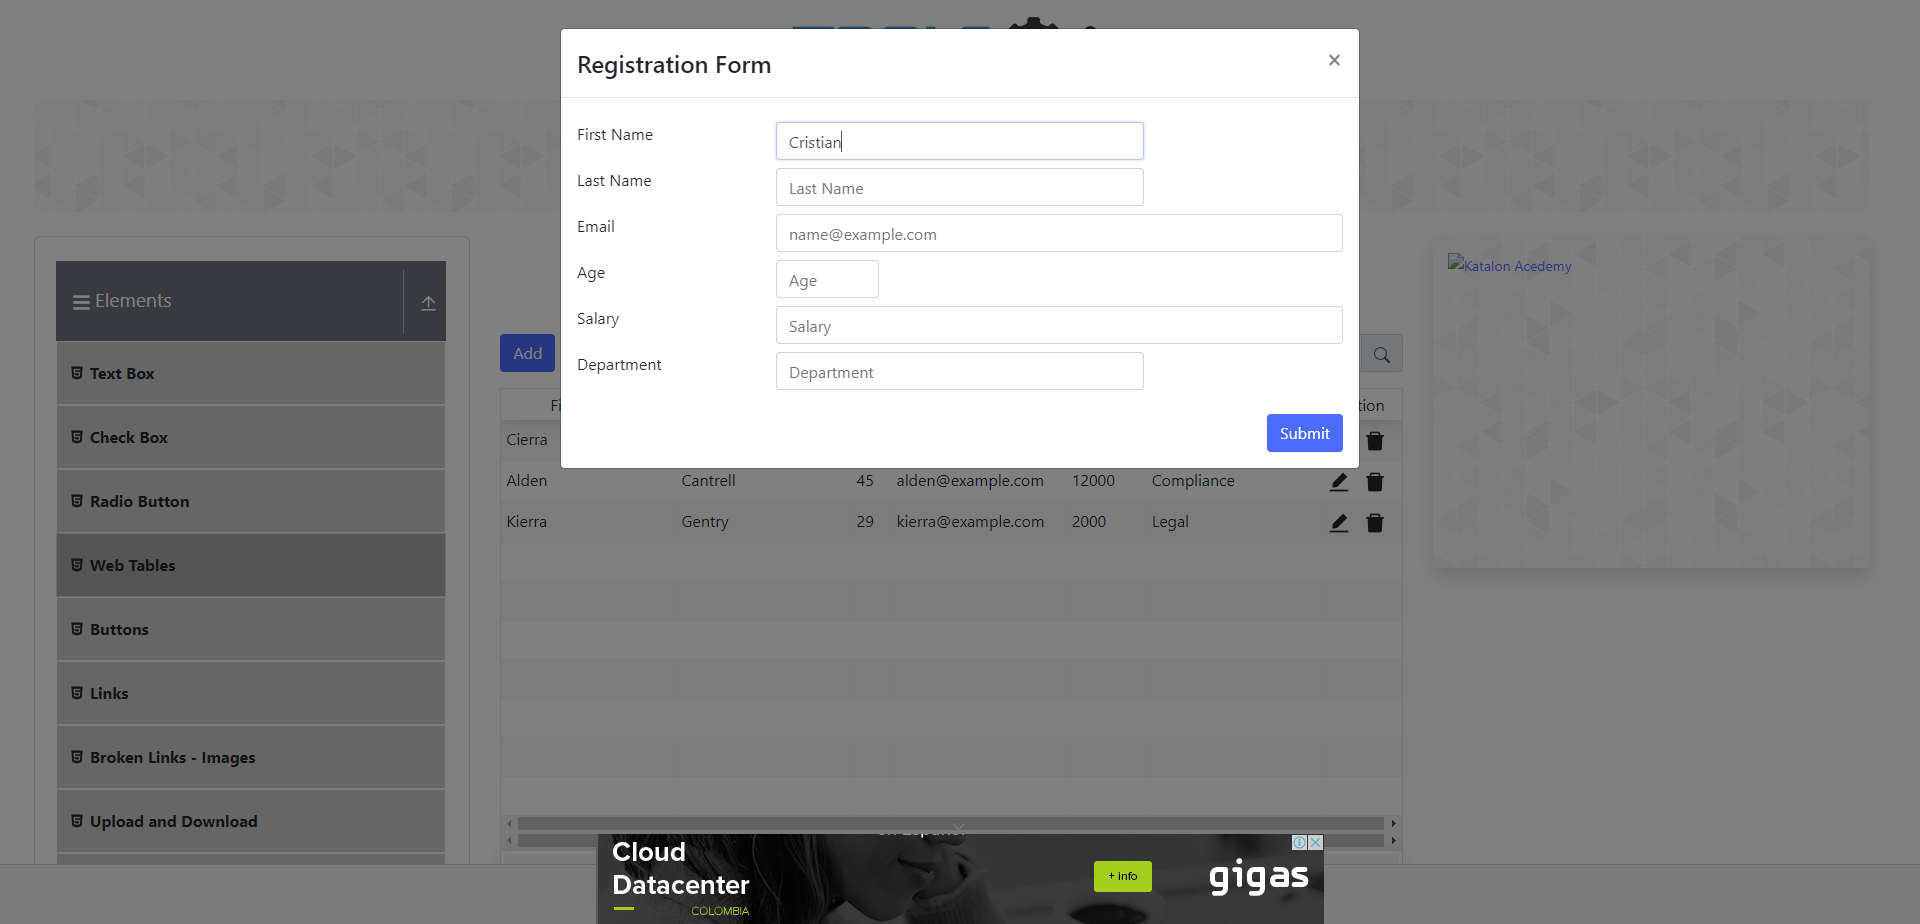 Registration Form ×
First Name Cristian
Last Name Last Name
Email name@example.com
Age Age
Salary Salary
Department Department
Submit
Elements
Text Box
Check Box
Radio Button
Web Tables
Buttons
Links
Broken Links - Images
Upload and Download
Add
Cierra
Alden Cantrell 45 alden@example.com 12000 Compliance
Kierra Gentry 29 kierra@example.com 2000 Legal
Katalon Acedemy
Cloud
Datacenter
COLOMBIA
+ info
gigas